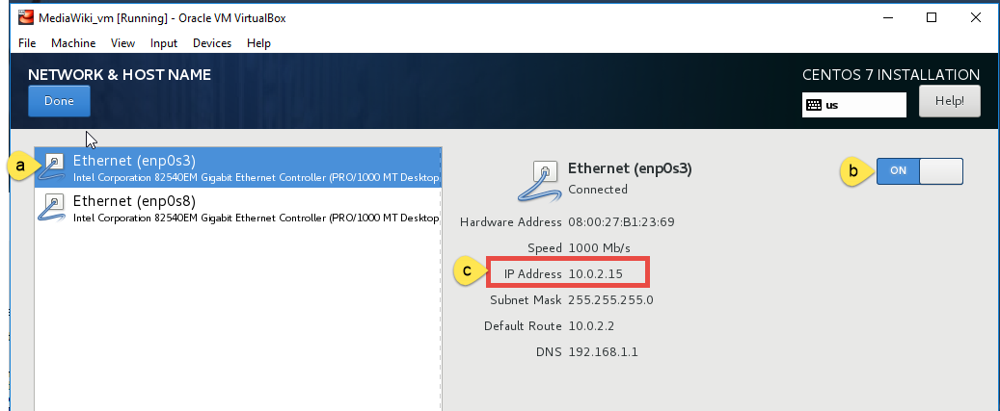 MediaWiki_vm [Running] - Oracle VM VirtualBox
File Machine View Input Devices Help
NETWORK & HOST NAME
CENTOS 7 INSTALLATION
Done
us
Help!
a
Ethernet (enp0s3)
Intel Corporation 82540EM Gigabit Ethernet Controller (PRO/1000 MT Desktop
Ethernet (enp0s8)
Intel Corporation 82540EM Gigabit Ethernet Controller (PRO/1000 MT Desktop
Ethernet (enp0s3)
Connected
b
ON
Hardware Address 08:00:27:B1:23:69
Speed 1000 Mb/s
c
IP Address 10.0.2.15
Subnet Mask 255.255.255.0
Default Route 10.0.2.2
DNS 192.168.1.1